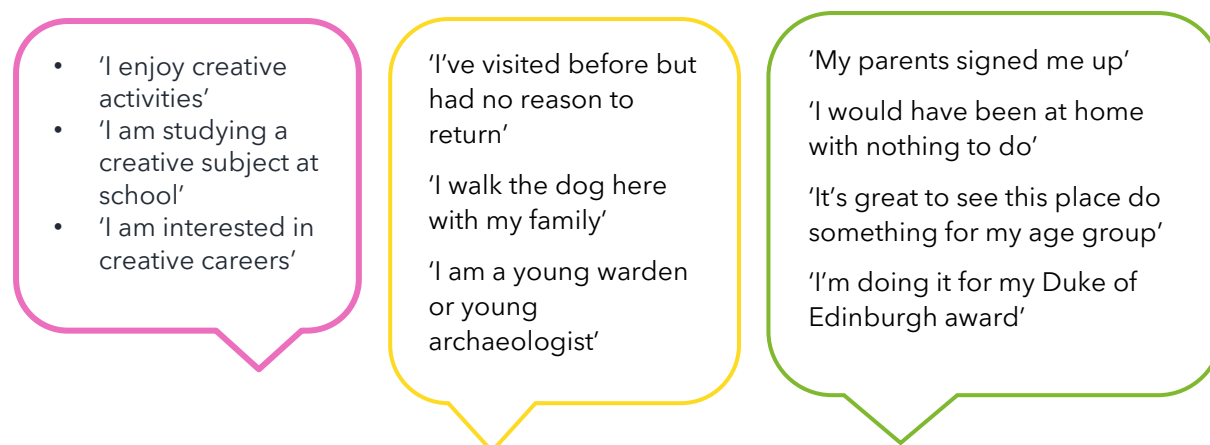 • ‘I enjoy creative
activities’
• ‘I am studying a
creative subject at
school’
• ‘I am interested in
creative careers’
‘I’ve visited before but
had no reason to
return’
‘I walk the dog here
with my family’
‘I am a young warden
or young
archaeologist’
‘My parents signed me up’
‘I would have been at home
with nothing to do’
‘It’s great to see this place do
something for my age group’
‘I’m doing it for my Duke of
Edinburgh award’